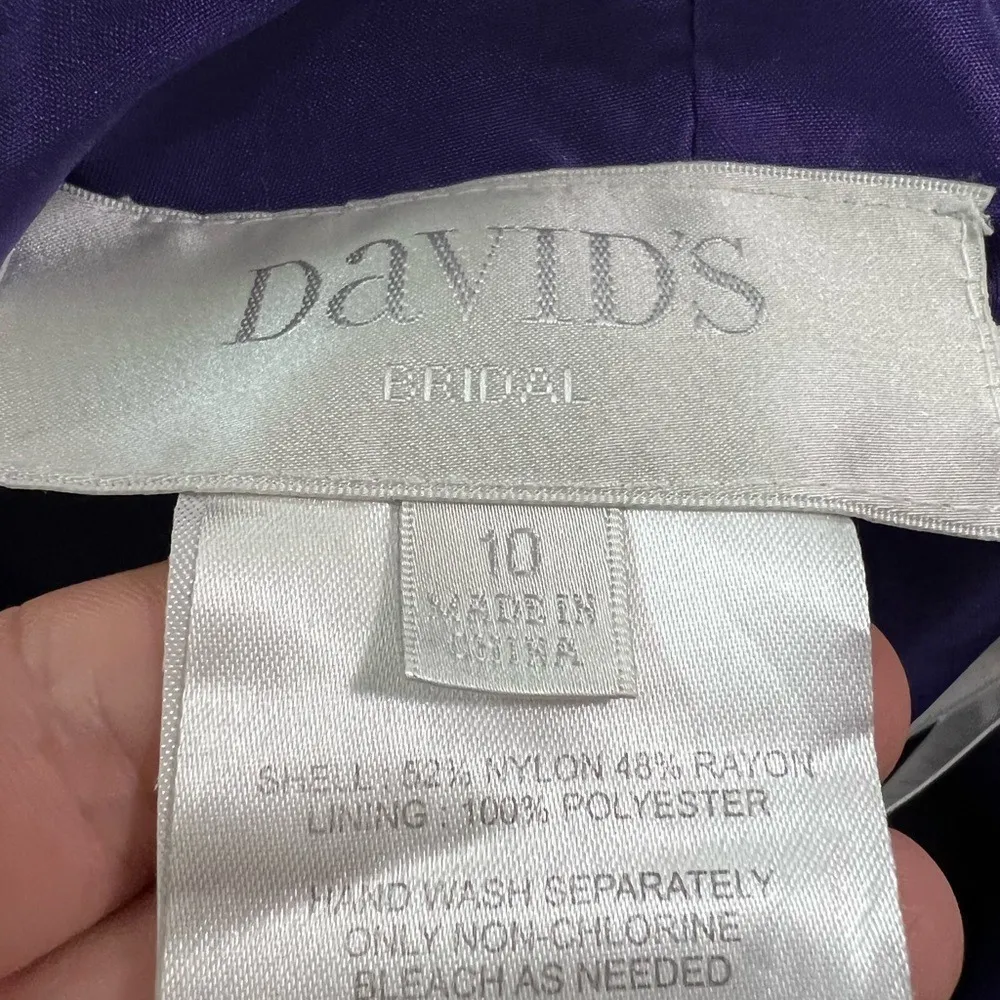 DaVID'S
BRIDAL
10
MADE IN
CHINA
SHELL : 52% NYLON 48% RAYON
LINING : 100% POLYESTER
HAND WASH SEPARATELY
ONLY NON-CHLORINE
BLEACH AS NEEDED